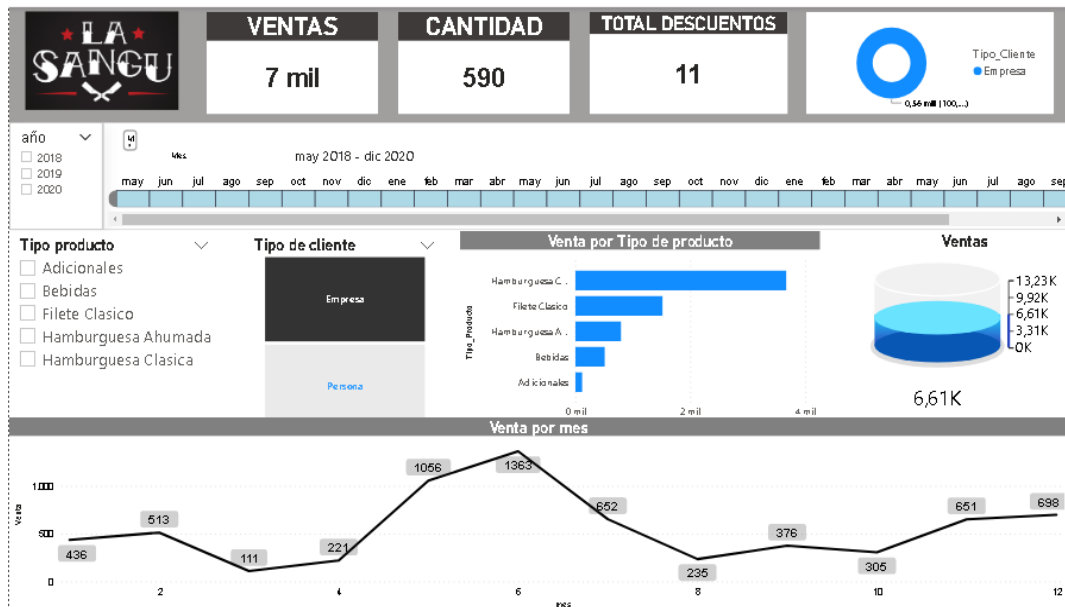 LA
SANGU
VENTAS
7 mil
CANTIDAD
590
TOTAL DESCUENTOS
11
Tipo_Cliente
Empresa
0,56 mill (100,...)
año
2018
2019
2020
Mes
may 2018 - dic 2020
may jun jul ago sep oct nov dic ene feb mar abr may jun jul ago sep oct nov dic ene feb mar abr may jun jul ago sep
Tipo producto
Adicionales
Bebidas
Filete Clasico
Hamburguesa Ahumada
Hamburguesa Clasica
Tipo de cliente
Empresa
Persona
Venta por Tipo de producto
Tipo_Producto
Hamburguesa C...
Filete Clasico
Hamburguesa A...
Bebidas
Adicionales
0 mil 2 mil 4 mil
Ventas
13,23K
9,92K
6,61K
3,31K
0K
6,61K
Venta por mes
Venta
1.000
500
0
436 513 111 221 1056 1363 652 235 376 305 651 698
2 4 6 8 10 12
mes